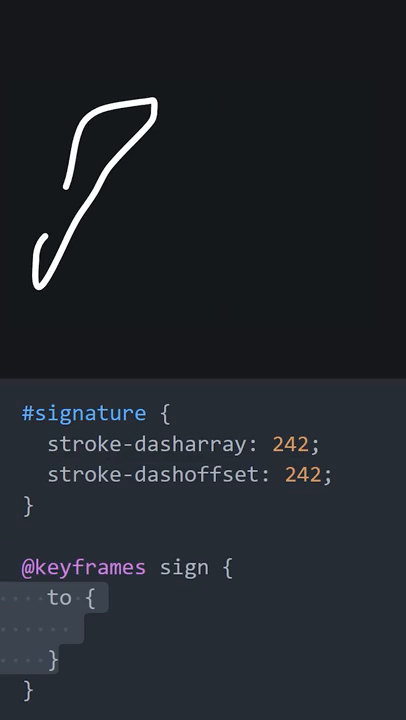 #signature {
  stroke-dasharray: 242;
  stroke-dashoffset: 242;
}
@keyframes sign {
  to {
  }
}